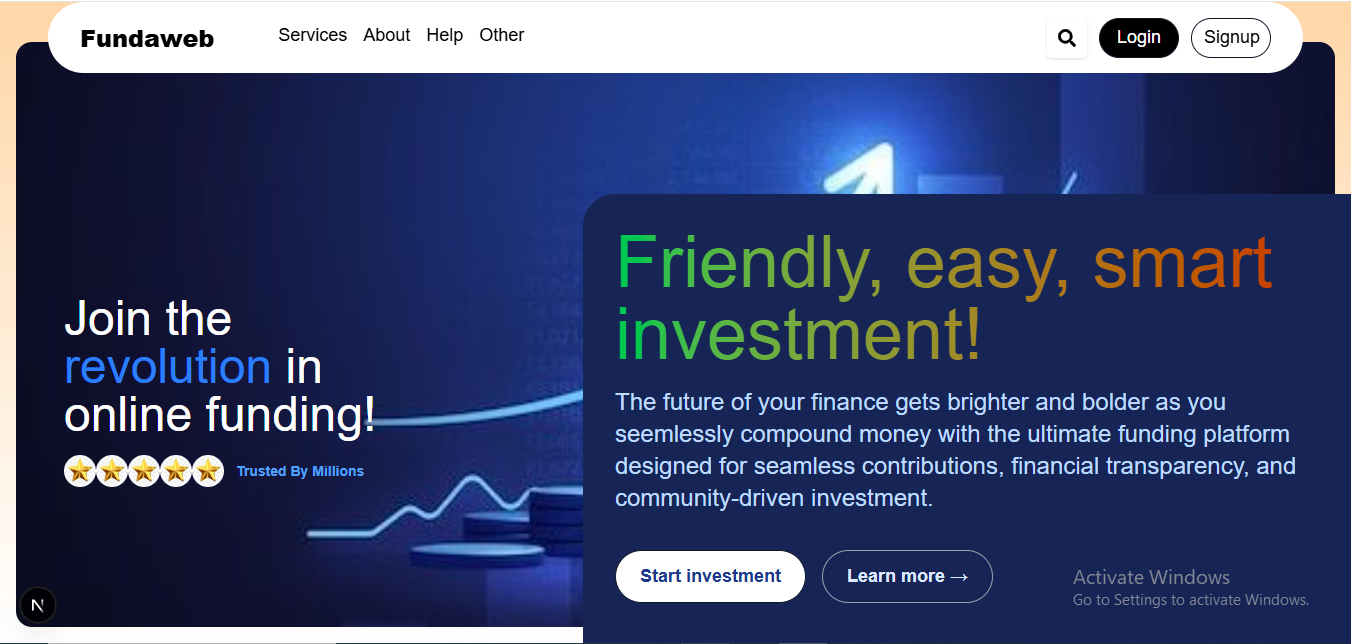 Fundaweb
Services About Help Other
Login
Signup
Join the
revolution in
online funding!
Trusted By Millions
Friendly, easy, smart
investment!
The future of your finance gets brighter and bolder as you
seemlessly compound money with the ultimate funding platform
designed for seamless contributions, financial transparency, and
community-driven investment.
Start investment
Learn more →
Activate Windows
Go to Settings to activate Windows.
N